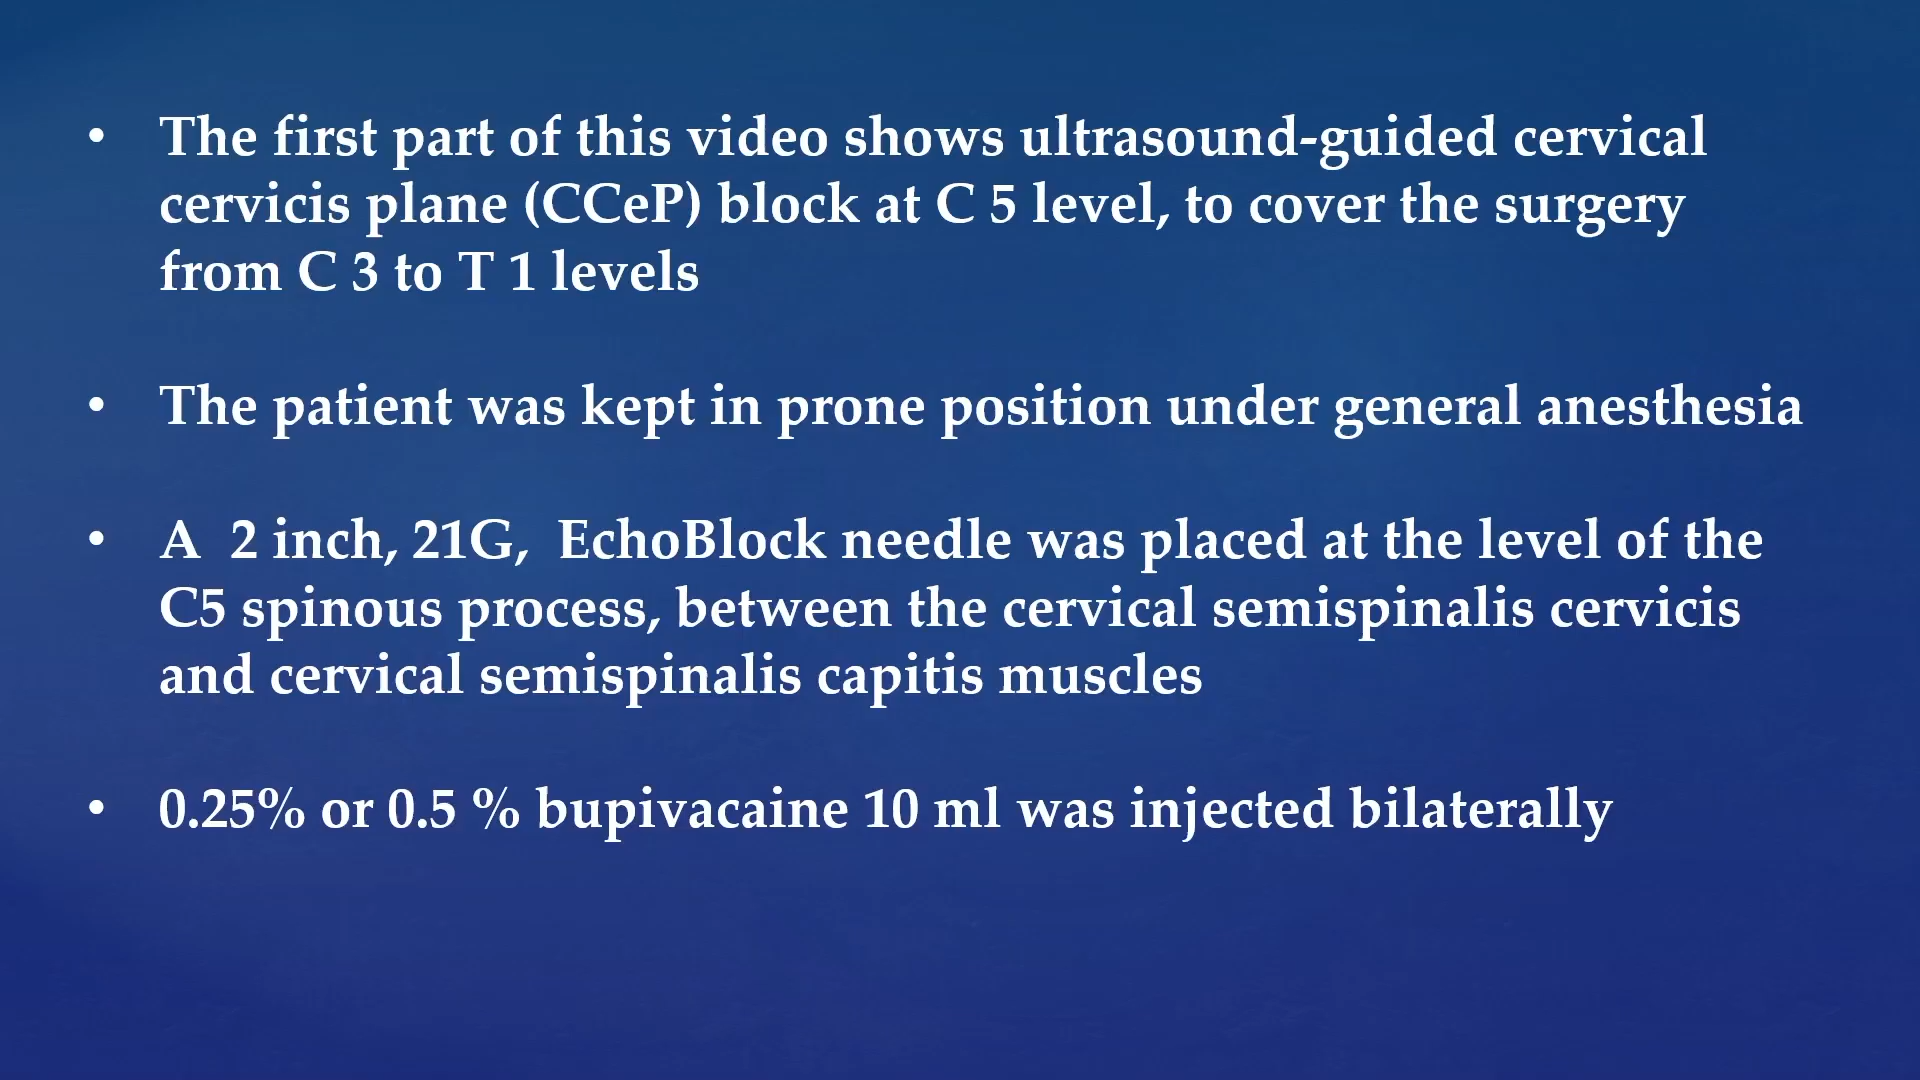 • The first part of this video shows ultrasound-guided cervical
cervicis plane (CCeP) block at C 5 level, to cover the surgery
from C 3 to T 1 levels
• The patient was kept in prone position under general anesthesia
• A  2 inch, 21G,  EchoBlock needle was placed at the level of the
C5 spinous process, between the cervical semispinalis cervicis
and cervical semispinalis capitis muscles
• 0.25% or 0.5 % bupivacaine 10 ml was injected bilaterally